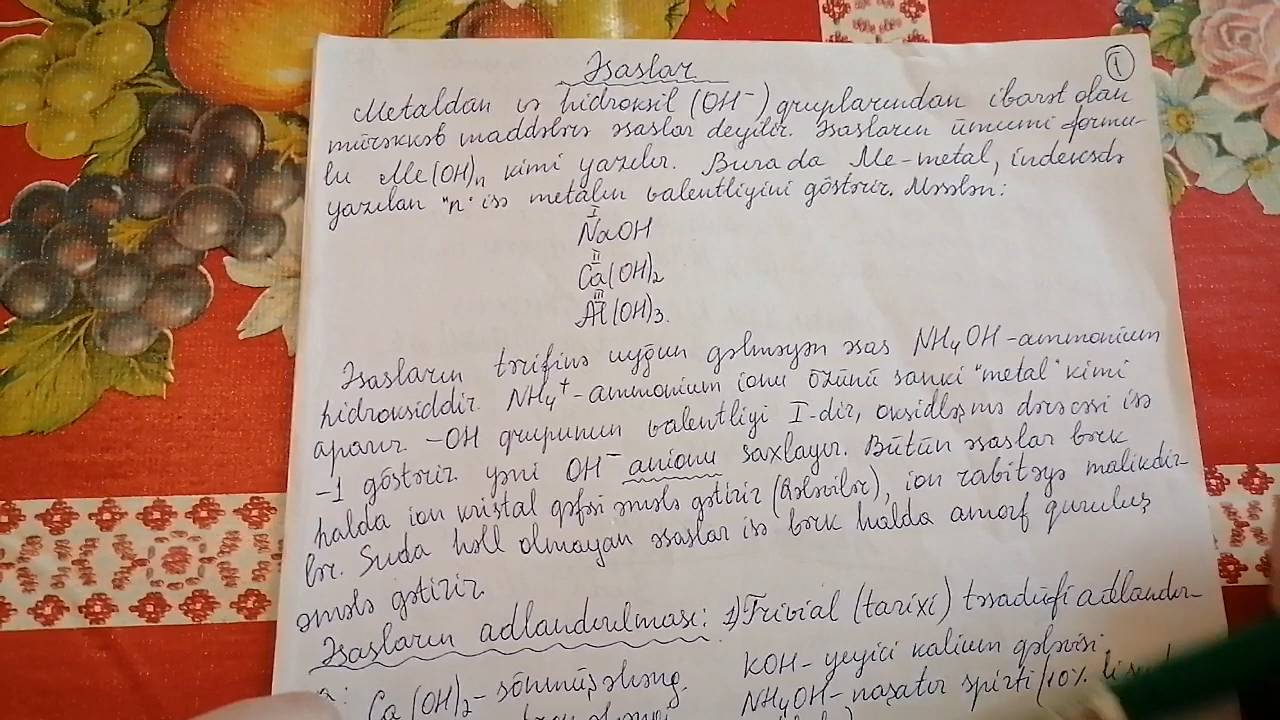 Əsaslar
1
Metaldan və hidroksil (OH⁻) qruplarından ibarət olan
mürəkkəb maddələrə əsaslar deyilir. Əsasların ümumi formu-
lu Me(OH)n kimi yazılır. Burada Me-metal, indeksdə
yazılan "n" isə metalın valentliyini göstərir. Məsələn:
I
NaOH
II
Ca(OH)₂
III
Al(OH)₃.
Əsasların tərifinə uyğun gəlməyən əsas NH₄OH-ammonium
hidroksiddir. NH₄⁺-ammonium ionu özünü sanki "metal" kimi
aparır. -OH qrupunun valentliyi I-dir, oksidləşmə dərəcəsi isə
-1 göstərir yəni OH⁻ anionu saxlayır. Bütün əsaslar bərk
halda ion kristal qəfəsi əmələ gətirir (Qələvilər), ion rabitəyə malikdir-
lər. Suda həll olmayan əsaslar isə bərk halda amorf quruluş
əmələ gətirir.
Əsasların adlandırılması: 1) Trivial (tarixi) təsadüfi adlandır-
Ca(OH)₂- sönmüş əhəng. KOH- yeyici kalium qələvisi
NH₄OH- naşatır spirti (10%-li